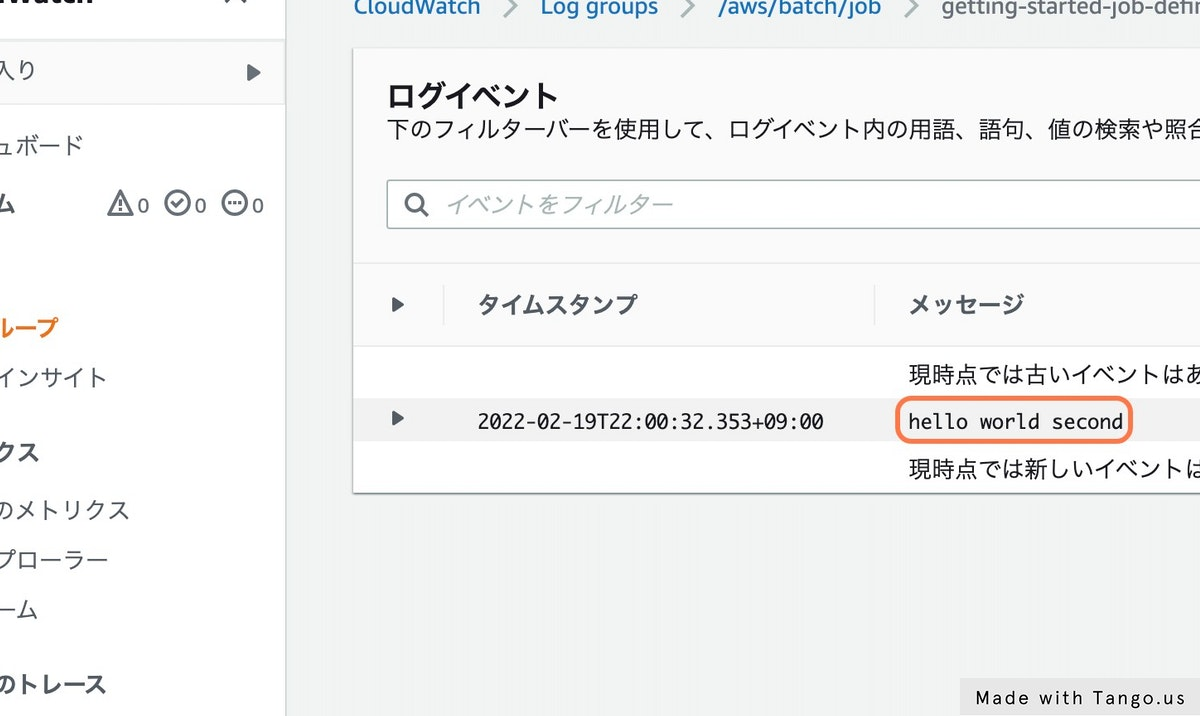 CloudWatch > Log groups > /aws/batch/job > getting-started-job-defin
入り
ュボード
ム
0 0 0
ループ
インサイト
クス
のメトリクス
プローラー
ーム
のトレース
ログイベント
下のフィルターバーを使用して、ログイベント内の用語、語句、値の検索や照合
イベントをフィルター
タイムスタンプ メッセージ
現時点では古いイベントはあ
2022-02-19T22:00:32.353+09:00 hello world second
現時点では新しいイベントは
Made with Tango.us